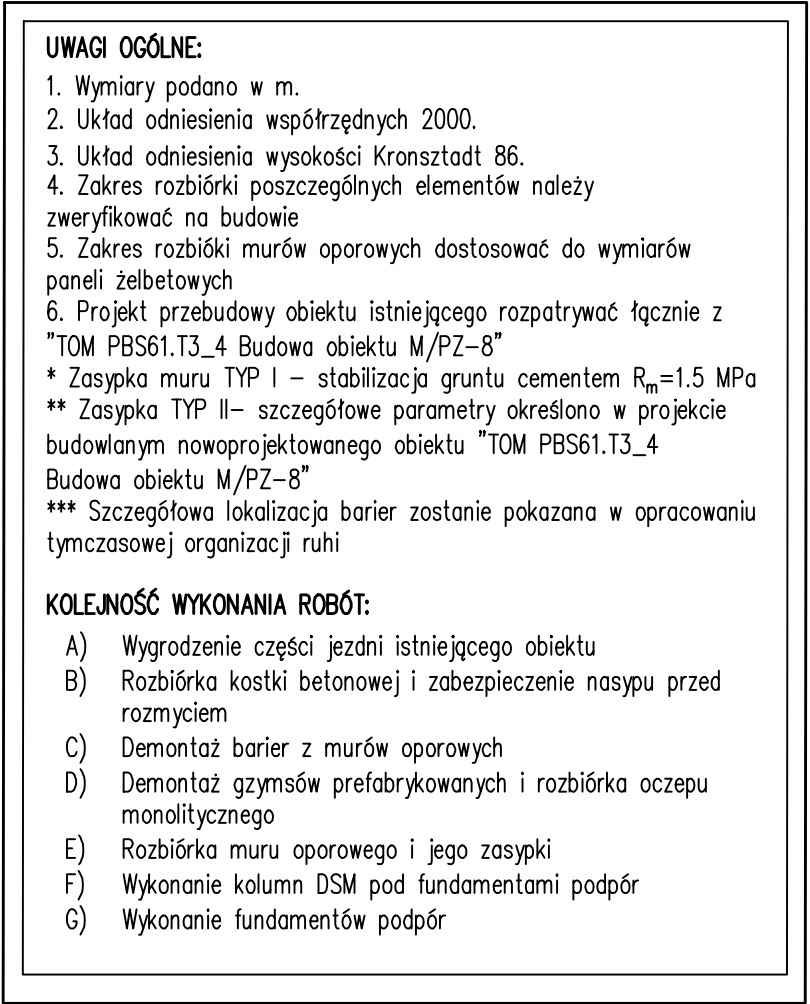 UWAGI OGÓLNE:
1. Wymiary podano w m.
2. Układ odniesienia współrzędnych 2000.
3. Układ odniesienia wysokości Kronsztadt 86.
4. Zakres rozbiórki poszczególnych elementów należy
zweryfikować na budowie
5. Zakres rozbióki murów oporowych dostosować do wymiarów
paneli żelbetowych
6. Projekt przebudowy obiektu istniejącego rozpatrywać łącznie z
"TOM PBS61.T3_4 Budowa obiektu M/PZ-8"
* Zasypka muru TYP I - stabilizacja gruntu cementem Rm=1.5 MPa
** Zasypka TYP II- szczegółowe parametry określono w projekcie
budowlanym nowoprojektowanego obiektu "TOM PBS61.T3_4
Budowa obiektu M/PZ-8"
*** Szczegółowa lokalizacja barier zostanie pokazana w opracowaniu
tymczasowej organizacji ruhi
KOLEJNOŚĆ WYKONANIA ROBÓT:
A) Wygrodzenie części jezdni istniejącego obiektu
B) Rozbiórka kostki betonowej i zabezpieczenie nasypu przed
rozmyciem
C) Demontaż barier z murów oporowych
D) Demontaż gzymsów prefabrykowanych i rozbiórka oczepu
monolitycznego
E) Rozbiórka muru oporowego i jego zasypki
F) Wykonanie kolumn DSM pod fundamentami podpór
G) Wykonanie fundamentów podpór